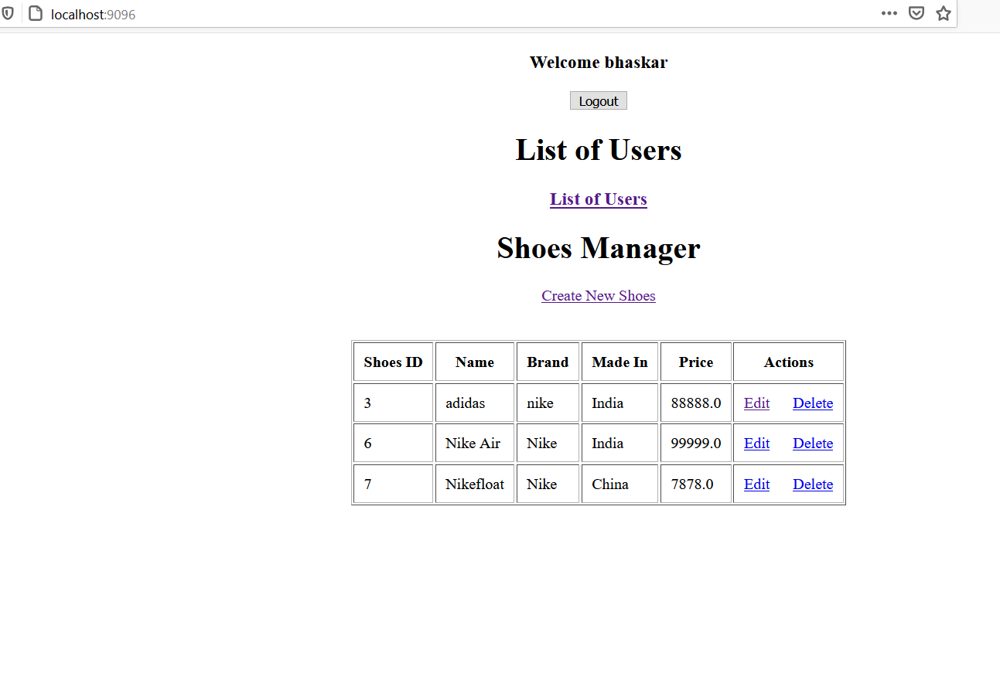 localhost:9096
Welcome bhaskar
Logout
List of Users
List of Users
Shoes Manager
Create New Shoes
Shoes ID Name Brand Made In Price Actions
3 adidas nike India 88888.0 Edit Delete
6 Nike Air Nike India 99999.0 Edit Delete
7 Nikefloat Nike China 7878.0 Edit Delete